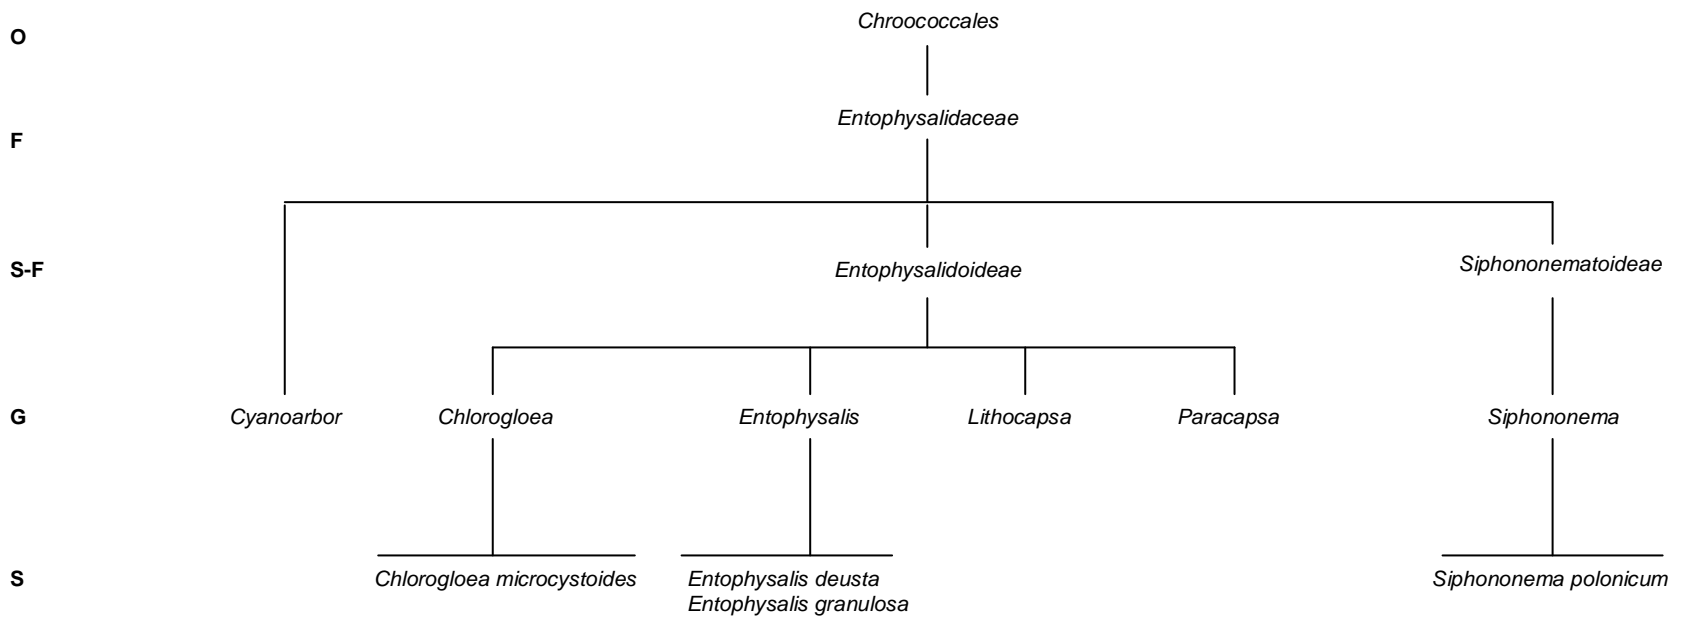 O
Chroococcales
F
Entophysalidaceae
S-F
Entophysalidoideae
Siphononematoideae
G
Cyanoarbor
Chlorogloea
Entophysalis
Lithocapsa
Paracapsa
Siphononema
S
Chlorogloea microcystoides
Entophysalis deusta
Entophysalis granulosa
Siphononema polonicum